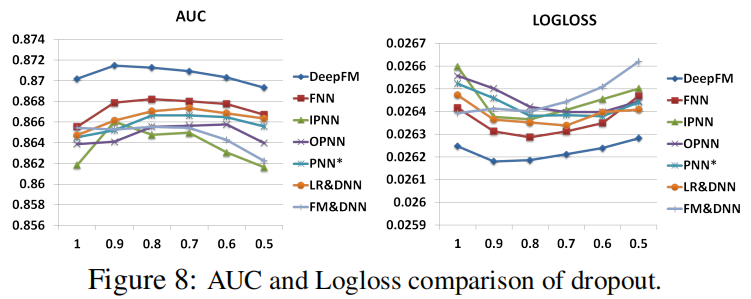 AUC
0.874
0.872
0.87
0.868
0.866
0.864
0.862
0.86
0.858
0.856
1 0.9 0.8 0.7 0.6 0.5
DeepFM
FNN
IPNN
OPNN
PNN*
LR&DNN
FM&DNN
LOGLOSS
0.0267
0.0266
0.0265
0.0264
0.0263
0.0262
0.0261
0.026
0.0259
1 0.9 0.8 0.7 0.6 0.5
DeepFM
FNN
IPNN
OPNN
PNN*
LR&DNN
FM&DNN
Figure 8: AUC and Logloss comparison of dropout.